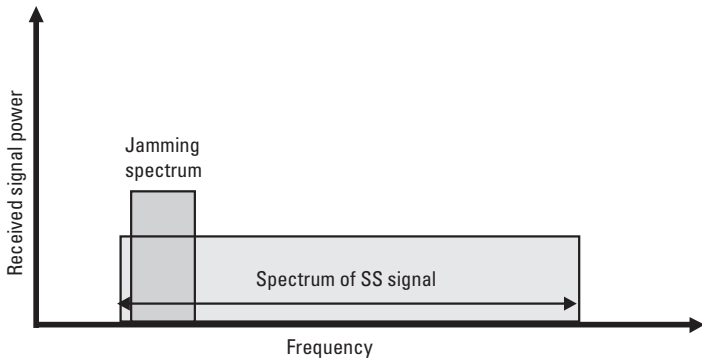 Received signal power
Jamming
spectrum
Spectrum of SS signal
Frequency